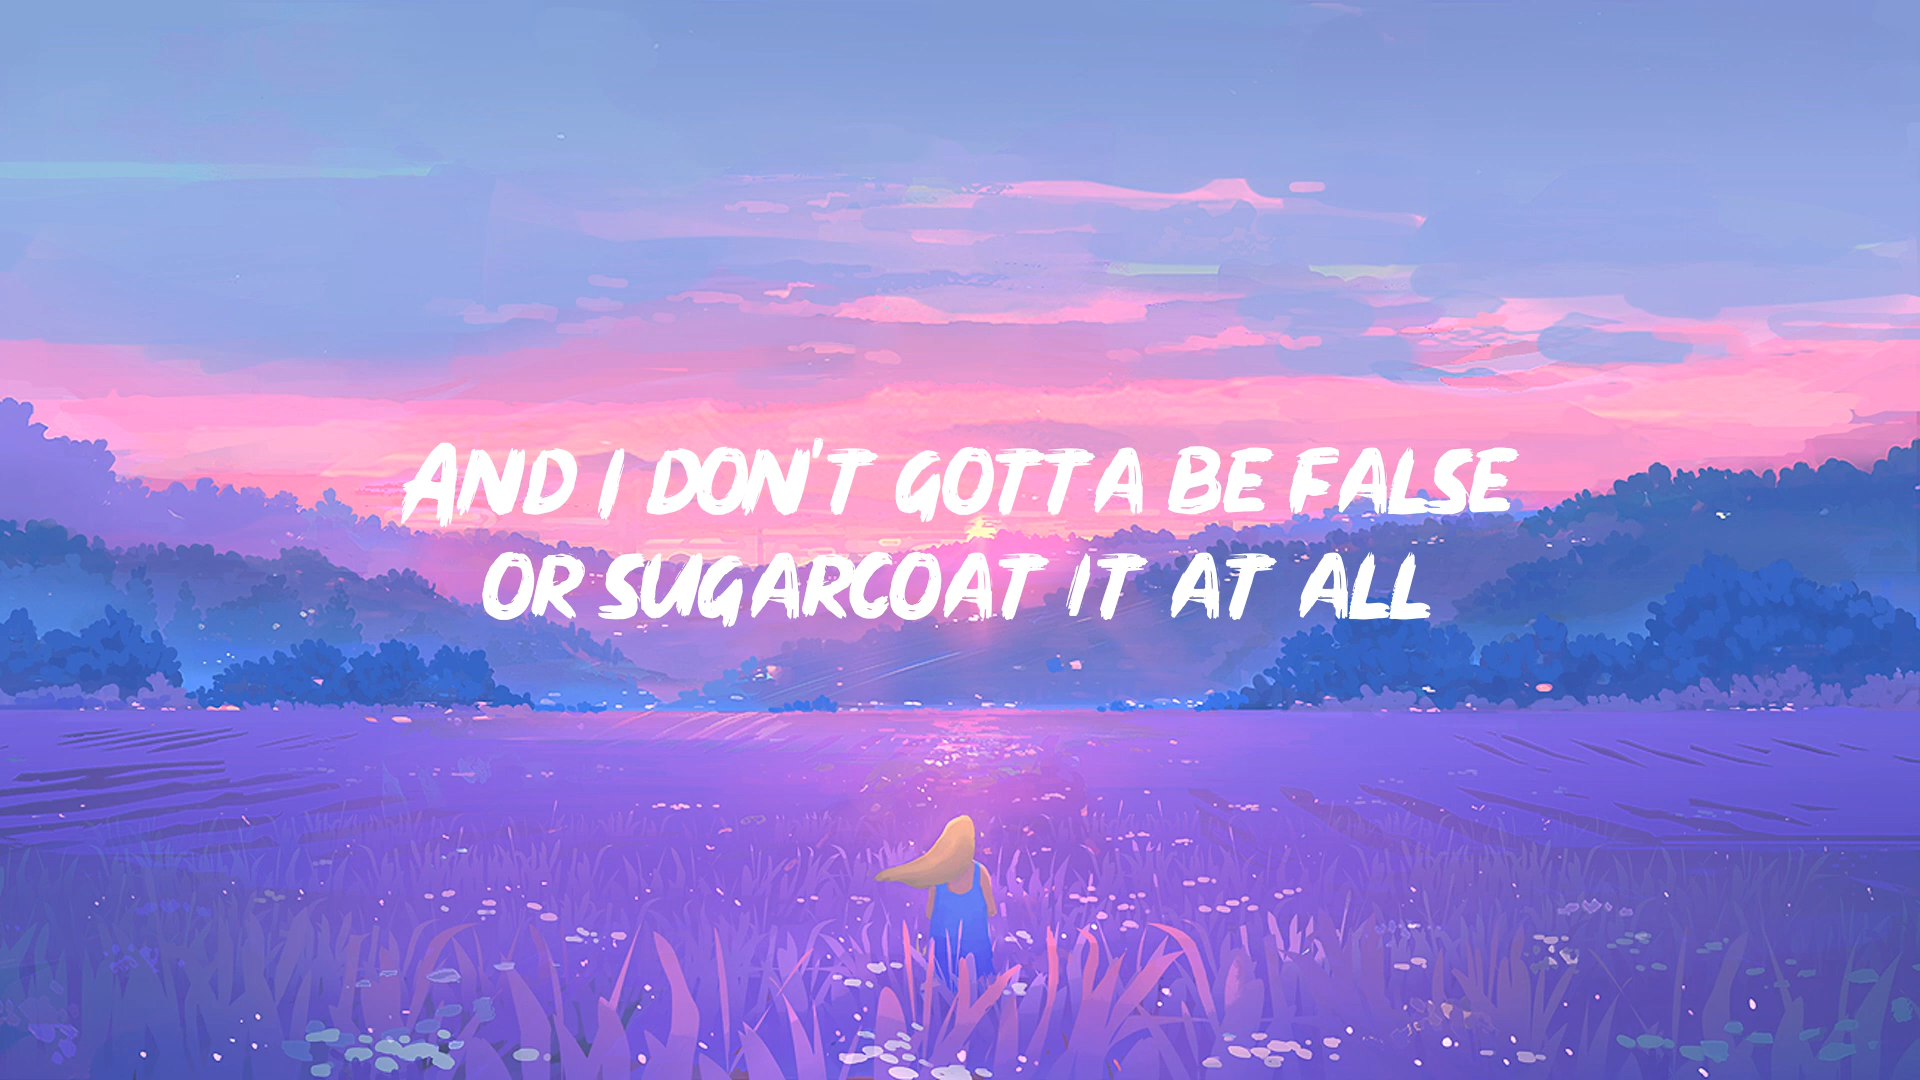 AND I DON'T GOTTA BE FALSE
OR SUGARCOAT IT AT ALL